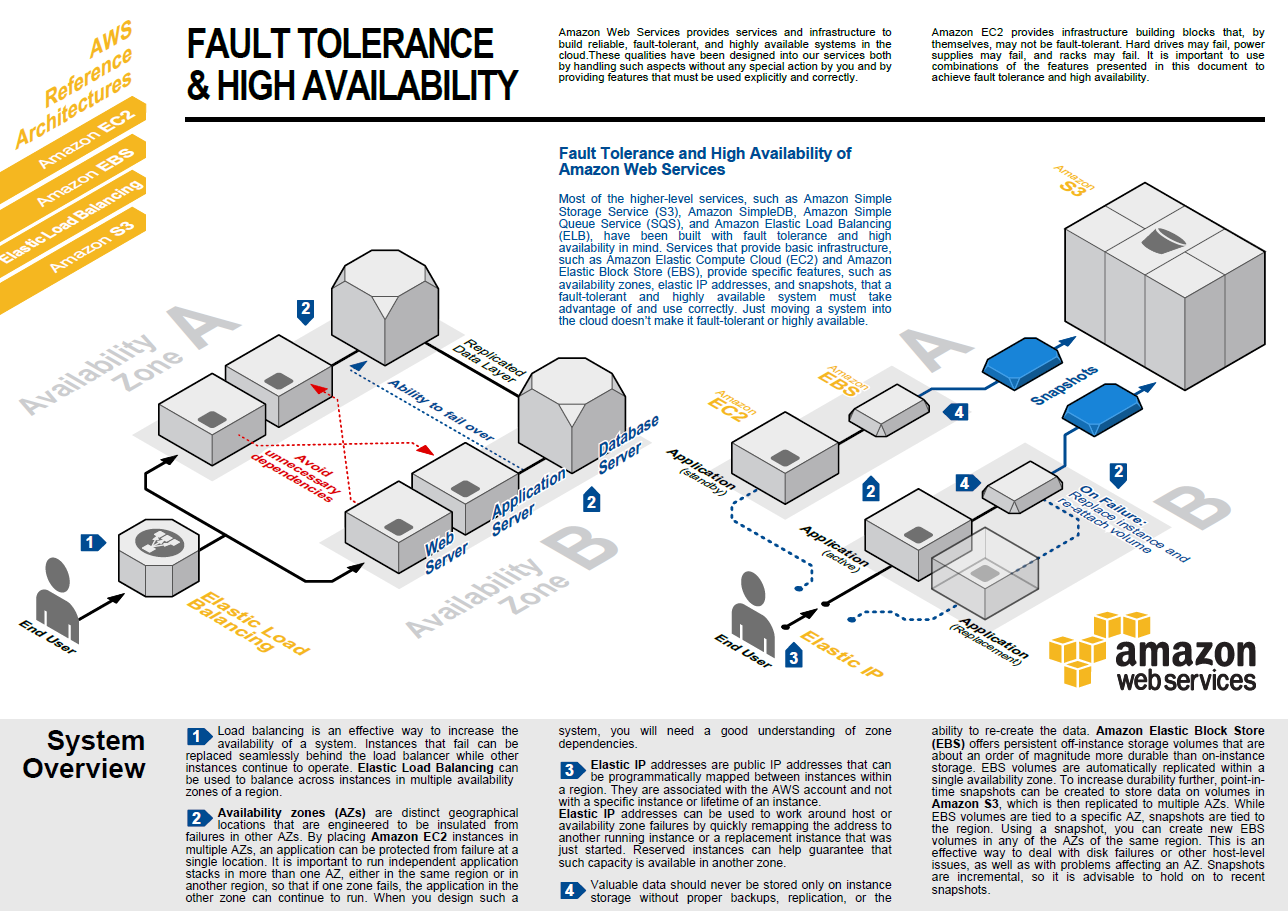 AWS
Reference
Architectures
Amazon EC2
Amazon EBS
Elastic Load Balancing
Amazon S3
FAULT TOLERANCE
& HIGH AVAILABILITY
Amazon Web Services provides services and infrastructure to
build reliable, fault-tolerant, and highly available systems in the
cloud.These qualities have been designed into our services both
by handling such aspects without any special action by you and by
providing features that must be used explicitly and correctly.
Amazon EC2 provides infrastructure building blocks that, by
themselves, may not be fault-tolerant. Hard drives may fail, power
supplies may fail, and racks may fail. It is important to use
combinations of the features presented in this document to
achieve fault tolerance and high availability.
Fault Tolerance and High Availability of
Amazon Web Services
Most of the higher-level services, such as Amazon Simple
Storage Service (S3), Amazon SimpleDB, Amazon Simple
Queue Service (SQS), and Amazon Elastic Load Balancing
(ELB), have been built with fault tolerance and high
availability in mind. Services that provide basic infrastructure,
such as Amazon Elastic Compute Cloud (EC2) and Amazon
Elastic Block Store (EBS), provide specific features, such as
availability zones, elastic IP addresses, and snapshots, that a
fault-tolerant and highly available system must take
advantage of and use correctly. Just moving a system into
the cloud doesn't make it fault-tolerant or highly available.
Availability
Zone
A
2
Replicated
Data Layer
Ability to fail over
Avoid
unnecessary
dependencies
Database
Server
2
Application
Server
Web
Server
Availability
Zone
B
1
End User
Elastic Load
Balancing
Amazon
S3
A
Amazon
EBS
Amazon
EC2
Snapshots
4
Application
(standby)
2
4
2
On Failure:
Replace instance and
re-attach volume
B
Application
(active)
End User
3
Elastic IP
Application
(Replacement)
amazon
web services
System
Overview
1 Load balancing is an effective way to increase the
availability of a system. Instances that fail can be
replaced seamlessly behind the load balancer while other
instances continue to operate. Elastic Load Balancing can
be used to balance across instances in multiple availability
zones of a region.
2 Availability zones (AZs) are distinct geographical
locations that are engineered to be insulated from
failures in other AZs. By placing Amazon EC2 instances in
multiple AZs, an application can be protected from failure at a
single location. It is important to run independent application
stacks in more than one AZ, either in the same region or in
another region, so that if one zone fails, the application in the
other zone can continue to run. When you design such a
system, you will need a good understanding of zone
dependencies.
3 Elastic IP addresses are public IP addresses that can
be programmatically mapped between instances within
a region. They are associated with the AWS account and not
with a specific instance or lifetime of an instance.
Elastic IP addresses can be used to work around host or
availability zone failures by quickly remapping the address to
another running instance or a replacement instance that was
just started. Reserved instances can help guarantee that
such capacity is available in another zone.
4 Valuable data should never be stored only on instance
storage without proper backups, replication, or the
ability to re-create the data. Amazon Elastic Block Store
(EBS) offers persistent off-instance storage volumes that are
about an order of magnitude more durable than on-instance
storage. EBS volumes are automatically replicated within a
single availability zone. To increase durability further, point-in-
time snapshots can be created to store data on volumes in
Amazon S3, which is then replicated to multiple AZs. While
EBS volumes are tied to a specific AZ, snapshots are tied to
the region. Using a snapshot, you can create new EBS
volumes in any of the AZs of the same region. This is an
effective way to deal with disk failures or other host-level
issues, as well as with problems affecting an AZ. Snapshots
are incremental, so it is advisable to hold on to recent
snapshots.